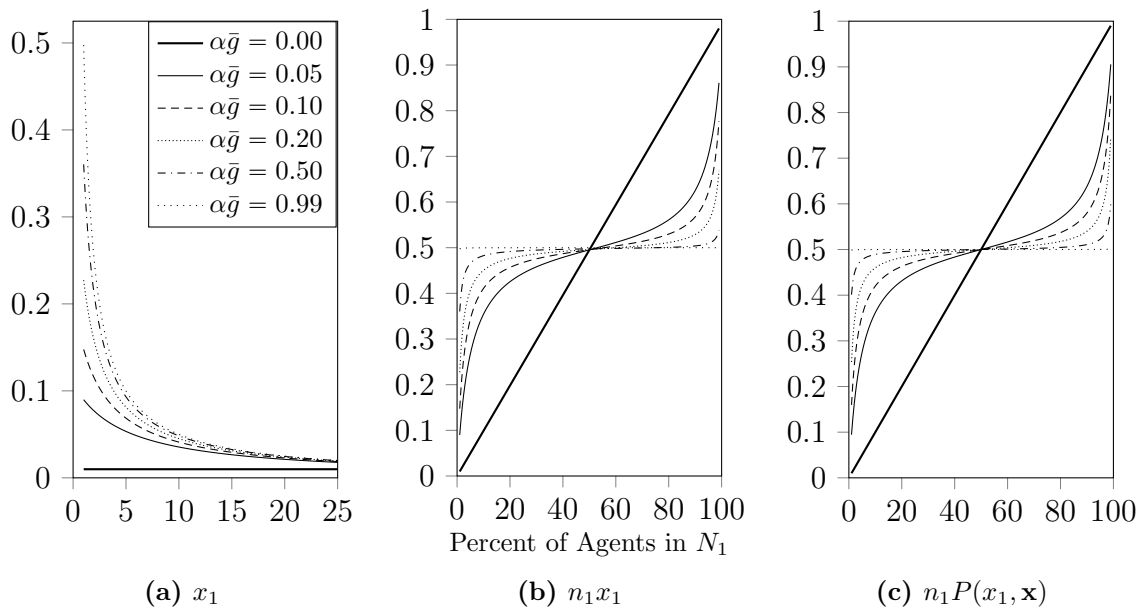 0.5
0.4
0.3
0.2
0.1
0
0 5 10 15 20 25
αḡ = 0.00
αḡ = 0.05
αḡ = 0.10
αḡ = 0.20
αḡ = 0.50
αḡ = 0.99
(a) x₁
1
0.9
0.8
0.7
0.6
0.5
0.4
0.3
0.2
0.1
0
0 20 40 60 80 100
Percent of Agents in N₁
(b) n₁x₁
1
0.9
0.8
0.7
0.6
0.5
0.4
0.3
0.2
0.1
0
0 20 40 60 80 100
(c) n₁P(x₁, 𝐱)